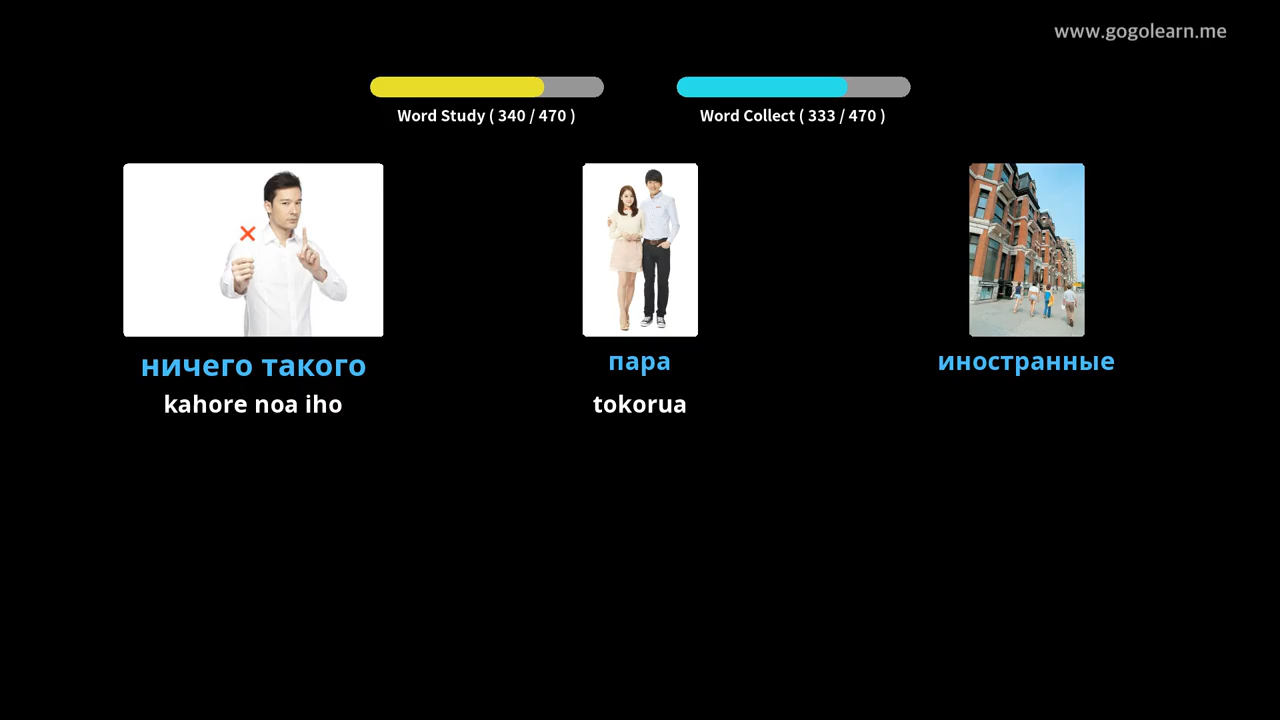 www.gogolearn.me
Word Study ( 340 / 470 )
Word Collect ( 333 / 470 )
ничего такого
пара
иностранные
kahore noa iho
tokorua